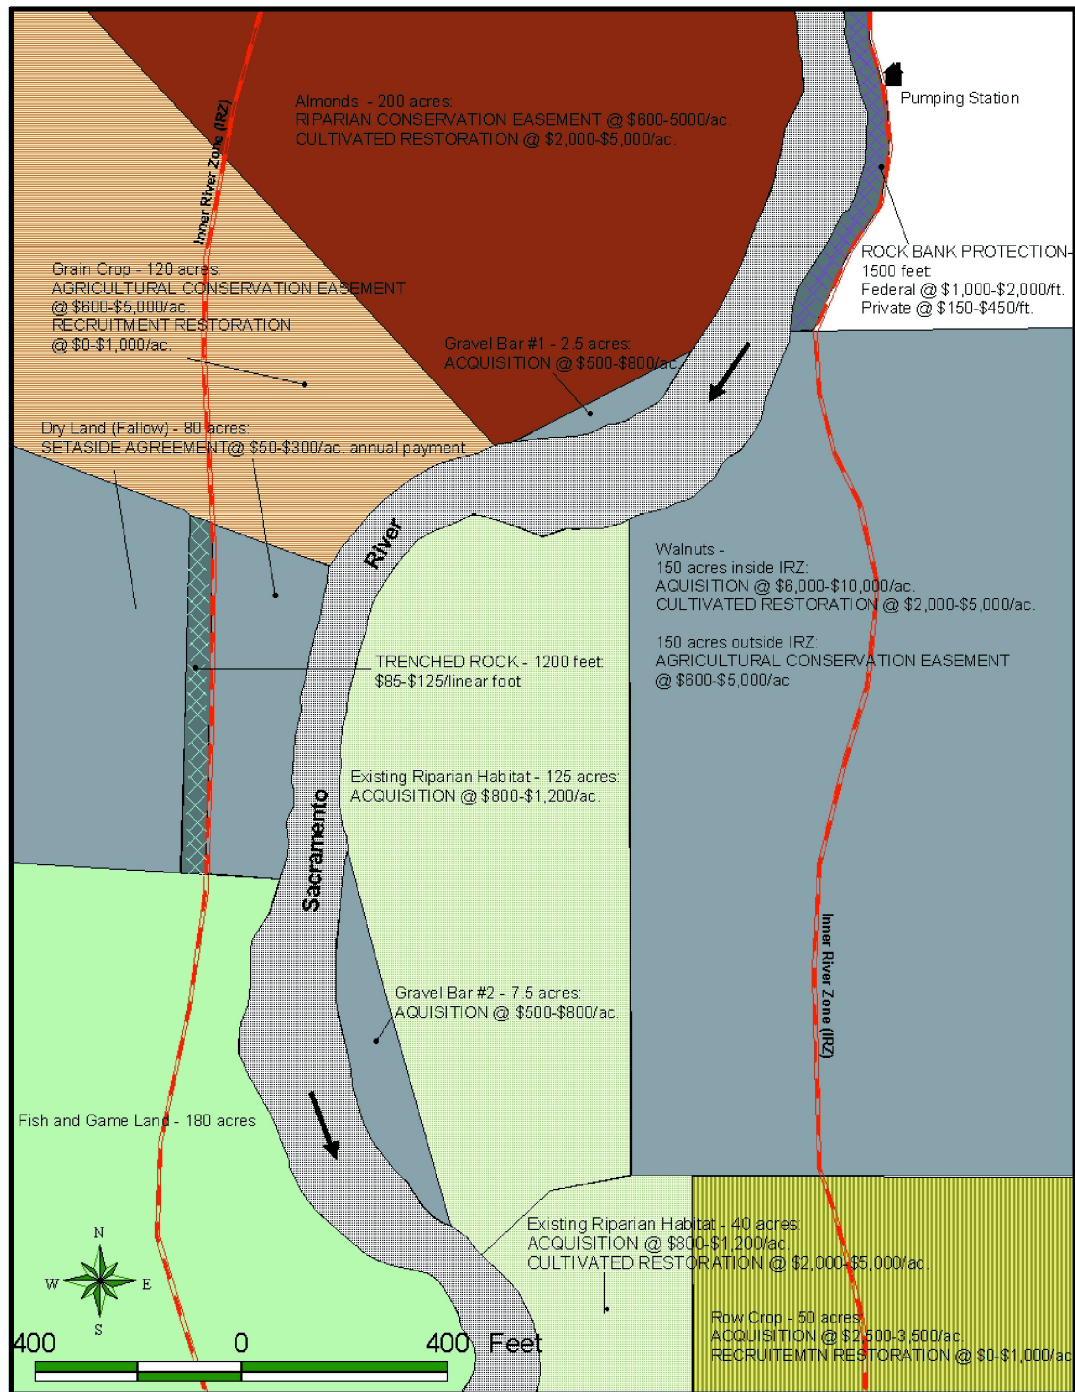 Pumping Station
Almonds - 200 acres:
RIPARIAN CONSERVATION EASEMENT @ $600-5000/ac.
CULTIVATED RESTORATION @ $2,000-$5,000/ac.
Inner River Zone (IRZ)
ROCK BANK PROTECTION-
1500 feet:
Federal @ $1,000-$2,000/ft.
Private @ $150-$450/ft.
Grain Crop - 120 acres:
AGRICULTURAL CONSERVATION EASEMENT
@ $600-$5,000/ac.
RECRUITMENT RESTORATION
@ $0-$1,000/ac.
Gravel Bar #1 - 2.5 acres:
ACQUISITION @ $500-$800/ac.
Dry Land (Fallow) - 80 acres:
SETASIDE AGREEMENT@ $50-$300/ac. annual payment
River
Walnuts -
150 acres inside IRZ:
AQUISITION @ $6,000-$10,000/ac.
CULTIVATED RESTORATION @ $2,000-$5,000/ac.
150 acres outside IRZ:
AGRICULTURAL CONSERVATION EASEMENT
@ $600-$5,000/ac
TRENCHED ROCK - 1200 feet:
$85-$125/linear foot
Existing Riparian Habitat - 125 acres:
ACQUISITION @ $800-$1,200/ac.
Sacramento
Inner River Zone (IRZ)
Gravel Bar #2 - 7.5 acres:
AQUISITION @ $500-$800/ac.
Fish and Game Land - 180 acres
Existing Riparian Habitat - 40 acres:
ACQUISITION @ $800-$1,200/ac.
CULTIVATED RESTORATION @ $2,000-$5,000/ac.
N
W E
S
Row Crop - 50 acres:
ACQUISITION @ $2,500-3,500/ac.
RECRUITEMTN RESTORATION @ $0-$1,000/ac
400 0 400 Feet